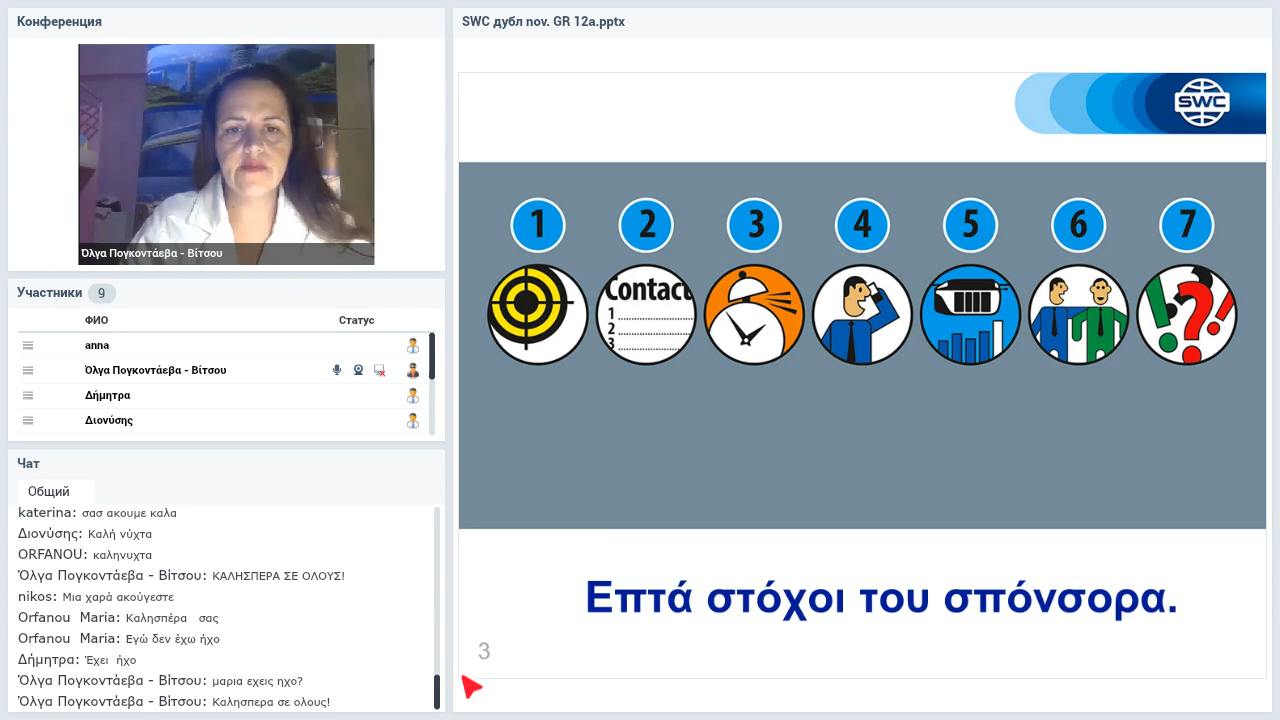 Конференция
Όλγα Πογκοντάεβα - Βίτσου
Участники 9
ФИО Статус
anna
Όλγα Πογκοντάεβα - Βίτσου
Δήμητρα
Διονύσης
Чат
Общий
katerina: σασ ακουμε καλα
Διονύσης: Καλή νύχτα
ORFANOU: καληνυχτα
Όλγα Πογκοντάεβα - Βίτσου: ΚΑΛΗΣΠΕΡΑ ΣΕ ΟΛΟΥΣ!
nikos: Μια χαρά ακούγεστε
Orfanou Maria: Καλησπέρα σας
Orfanou Maria: Εγώ δεν έχω ήχο
Δήμητρα: Έχει ήχο
Όλγα Πογκοντάεβα - Βίτσου: μαρια εχεις ηχο?
Όλγα Πογκοντάεβα - Βίτσου: Καλησπερα σε ολους!
SWC дубл nov. GR 12a.pptx
SWC
1 2 3 4 5 6 7
Contact
1
2
3
Επτά στόχοι του σπόνσορα.
3